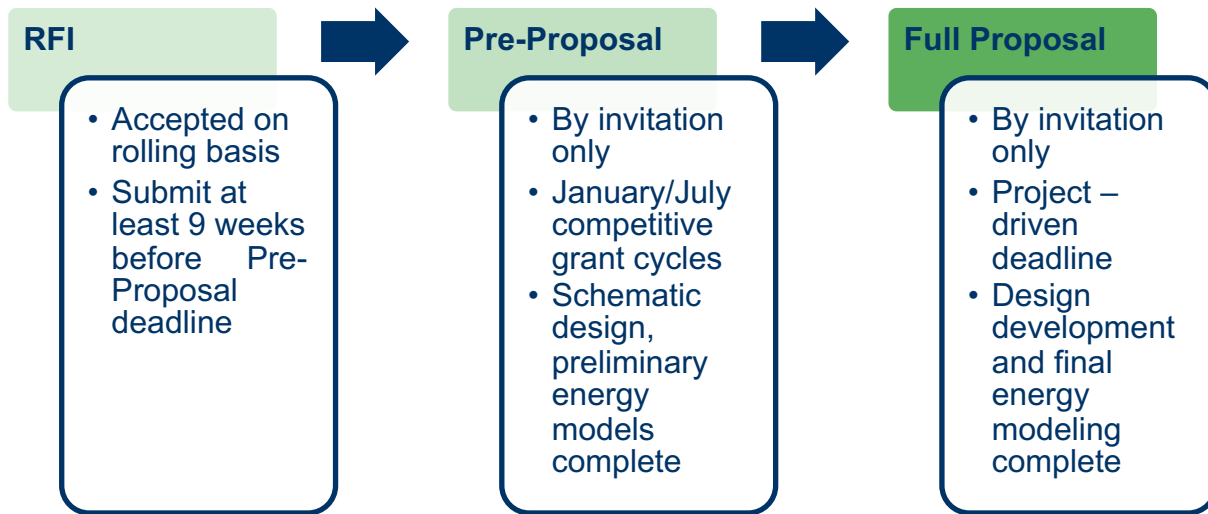 RFI
• Accepted on
rolling basis
• Submit at
least 9 weeks
before Pre-
Proposal
deadline
Pre-Proposal
• By invitation
only
• January/July
competitive
grant cycles
• Schematic
design,
preliminary
energy
models
complete
Full Proposal
• By invitation
only
• Project –
driven
deadline
• Design
development
and final
energy
modeling
complete